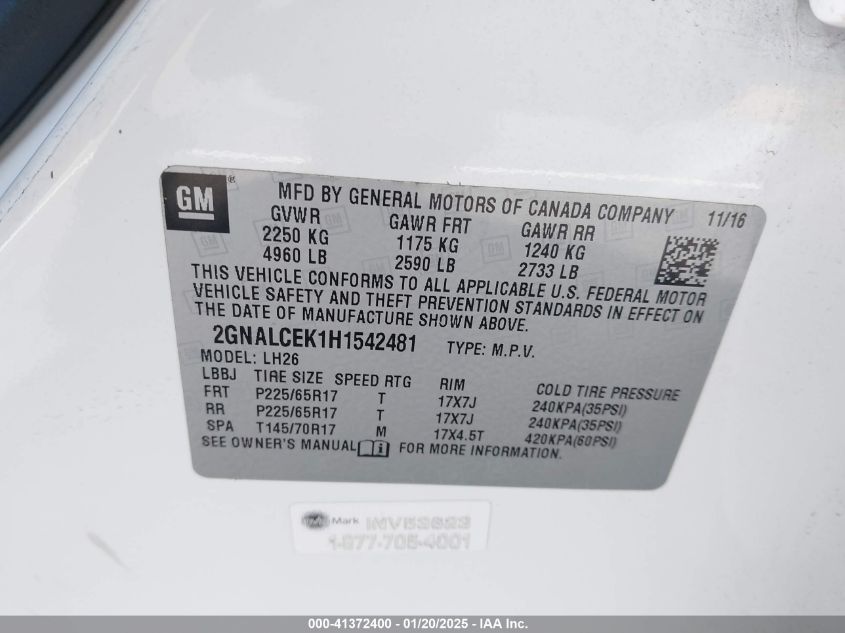 GM ®
MFD BY GENERAL MOTORS OF CANADA COMPANY 11/16
GVWR GAWR FRT GAWR RR
2250 KG 1175 KG 1240 KG
4960 LB 2590 LB 2733 LB
THIS VEHICLE CONFORMS TO ALL APPLICABLE U.S. FEDERAL MOTOR
VEHICLE SAFETY AND THEFT PREVENTION STANDARDS IN EFFECT ON
THE DATE OF MANUFACTURE SHOWN ABOVE.
2GNALCEK1H1542481 TYPE: M.P.V.
MODEL: LH26
LBBJ TIRE SIZE SPEED RTG RIM COLD TIRE PRESSURE
FRT P225/65R17 T 17X7J 240KPA(35PSI)
RR P225/65R17 T 17X7J 240KPA(35PSI)
SPA T145/70R17 M 17X4.5T 420KPA(60PSI)
SEE OWNER'S MANUAL FOR MORE INFORMATION.
Mark INV53623
1-877-705-4001
000-41372400 - 01/20/2025 - IAA Inc.